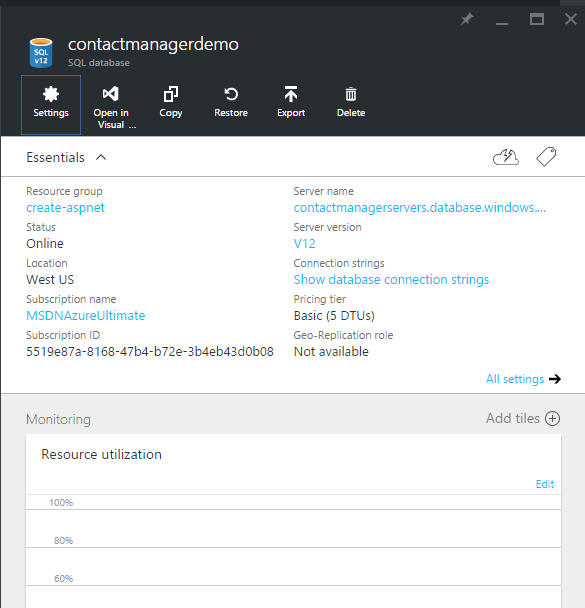 contactmanagerdemo
SQL database
SQL
v12
Settings
Open in
Visual ...
Copy
Restore
Export
Delete
Essentials
Resource group
create-aspnet
Status
Online
Location
West US
Subscription name
MSDNAzureUltimate
Subscription ID
5519e87a-8168-47b4-b72e-3b4eb43d0b08
Server name
contactmanagerservers.database.windows....
Server version
V12
Connection strings
Show database connection strings
Pricing tier
Basic (5 DTUs)
Geo-Replication role
Not available
All settings
Monitoring
Add tiles
Resource utilization
Edit
100%
80%
60%